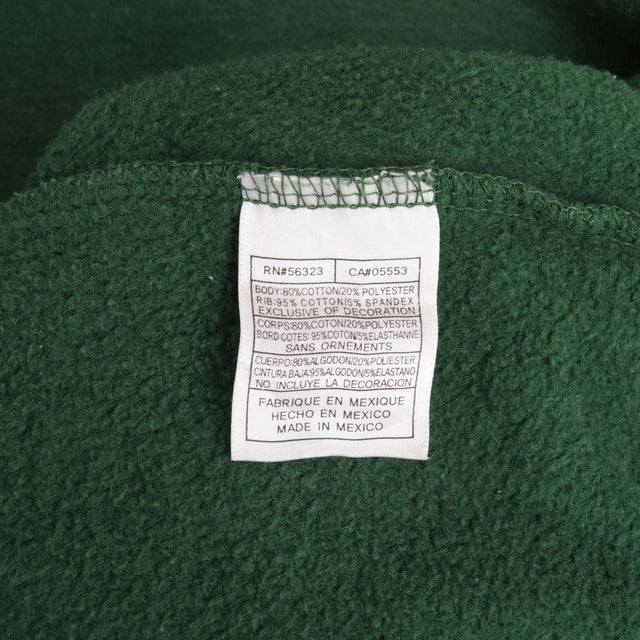 RN#56323 CA#05553
BODY:80%COTTON/20% POLYESTER
RIB:95% COTTON/5% SPANDEX
EXCLUSIVE OF DECORATION
CORPS:80%COTON/20%POLYESTER
BORD COTES: 95%COTON/5%ELASTHANNE
SANS ORNEMENTS
CUERPO:80%ALGODON/20%POLIESTER
CINTURA BAJA:95%ALGODON/5%ELASTANO
NO INCLUYE LA DECORACION
FABRIQUE EN MEXIQUE
HECHO EN MEXICO
MADE IN MEXICO